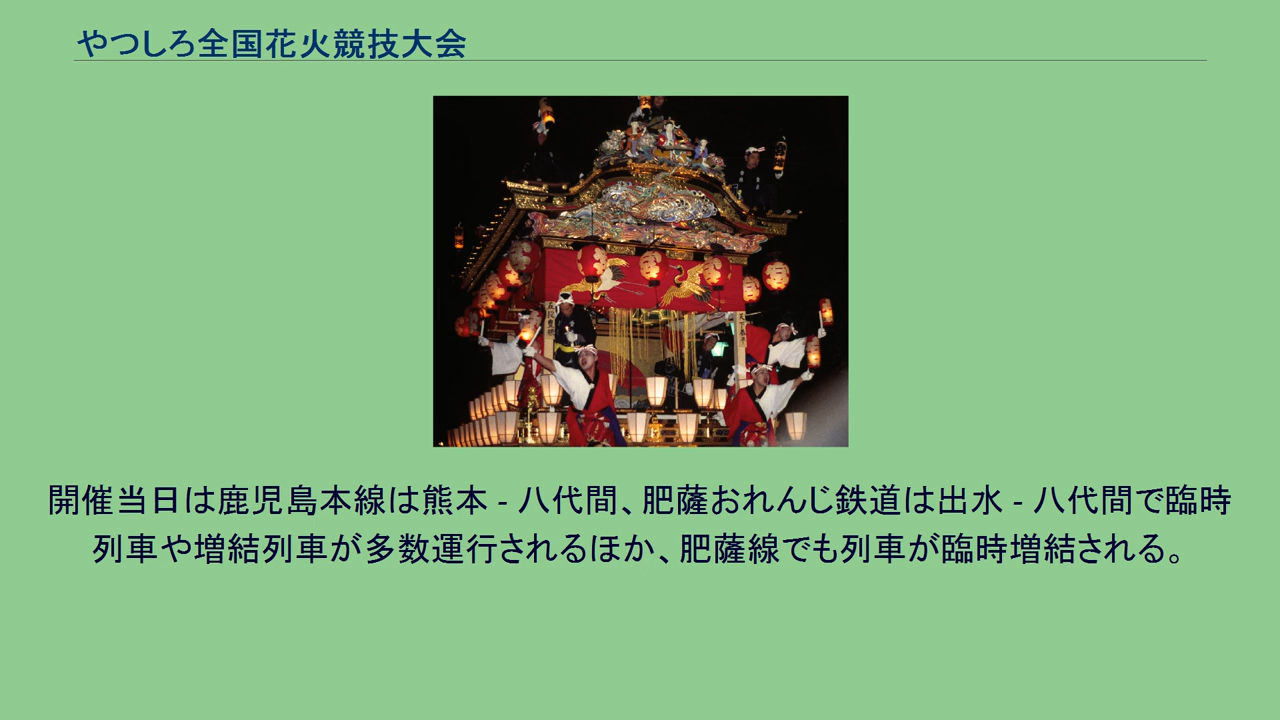 やつしろ全国花火競技大会
開催当日は鹿児島本線は熊本 - 八代間、肥薩おれんじ鉄道は出水 - 八代間で臨時
列車や増結列車が多数運行されるほか、肥薩線でも列車が臨時増結される。